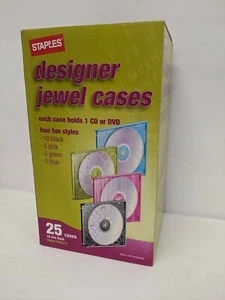 STAPLES
designer
jewel cases
- each case holds 1 CD or DVD
- four fun styles
- 10 black
- 5 pink
- 5 green
- 5 blue
25 cases